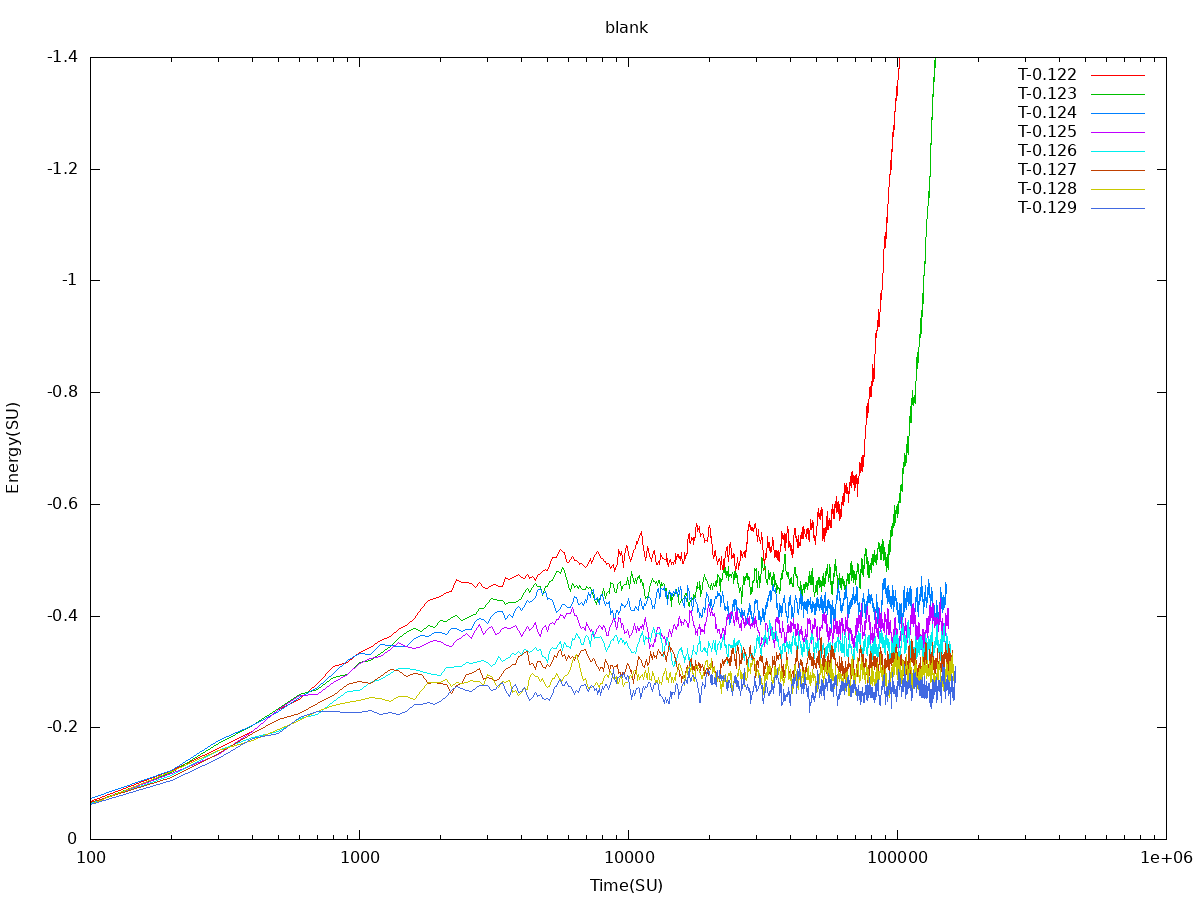 blank
-1.4
-1.2
-1
-0.8
-0.6
-0.4
-0.2
0
100
1000
10000
100000
1e+06
Energy(SU)
Time(SU)
T-0.122
T-0.123
T-0.124
T-0.125
T-0.126
T-0.127
T-0.128
T-0.129